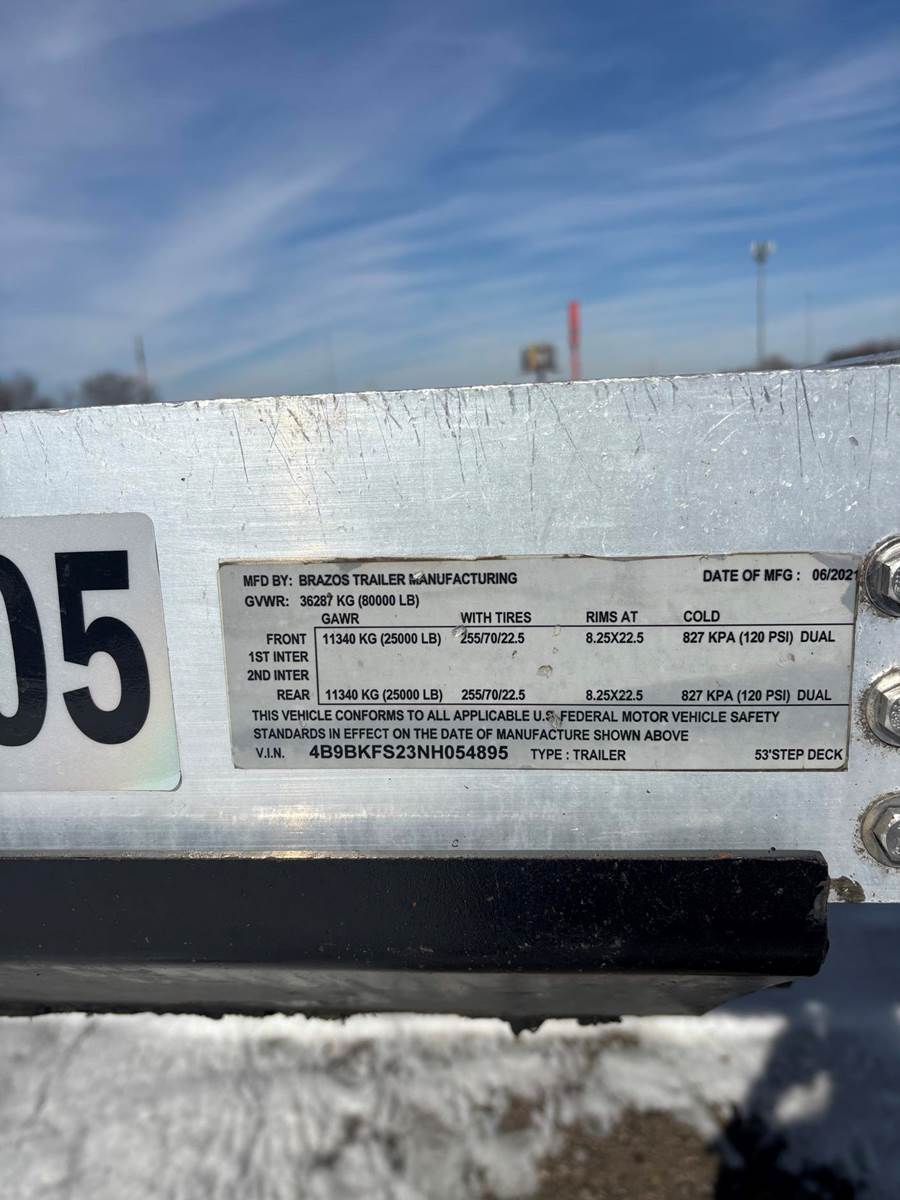 05
MFD BY: BRAZOS TRAILER MANUFACTURING DATE OF MFG : 06/2021
GVWR: 36287 KG (80000 LB)
GAWR WITH TIRES RIMS AT COLD
FRONT 11340 KG (25000 LB) 255/70/22.5 8.25X22.5 827 KPA (120 PSI) DUAL
1ST INTER
2ND INTER
REAR 11340 KG (25000 LB) 255/70/22.5 8.25X22.5 827 KPA (120 PSI) DUAL
THIS VEHICLE CONFORMS TO ALL APPLICABLE U.S. FEDERAL MOTOR VEHICLE SAFETY
STANDARDS IN EFFECT ON THE DATE OF MANUFACTURE SHOWN ABOVE
V.I.N. 4B9BKFS23NH054895 TYPE : TRAILER 53'STEP DECK